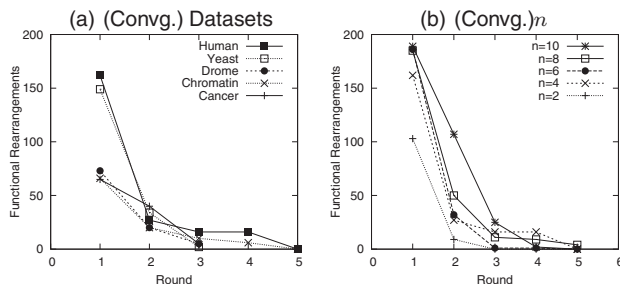 (a) (Convg.) Datasets
Functional Rearrangements
200
150
100
50
0
Human
Yeast
Drome
Chromatin
Cancer
0 1 2 3 4 5
Round
(b) (Convg.)n
Functional Rearrangements
200
150
100
50
0
n=10
n=8
n=6
n=4
n=2
0 1 2 3 4 5
Round